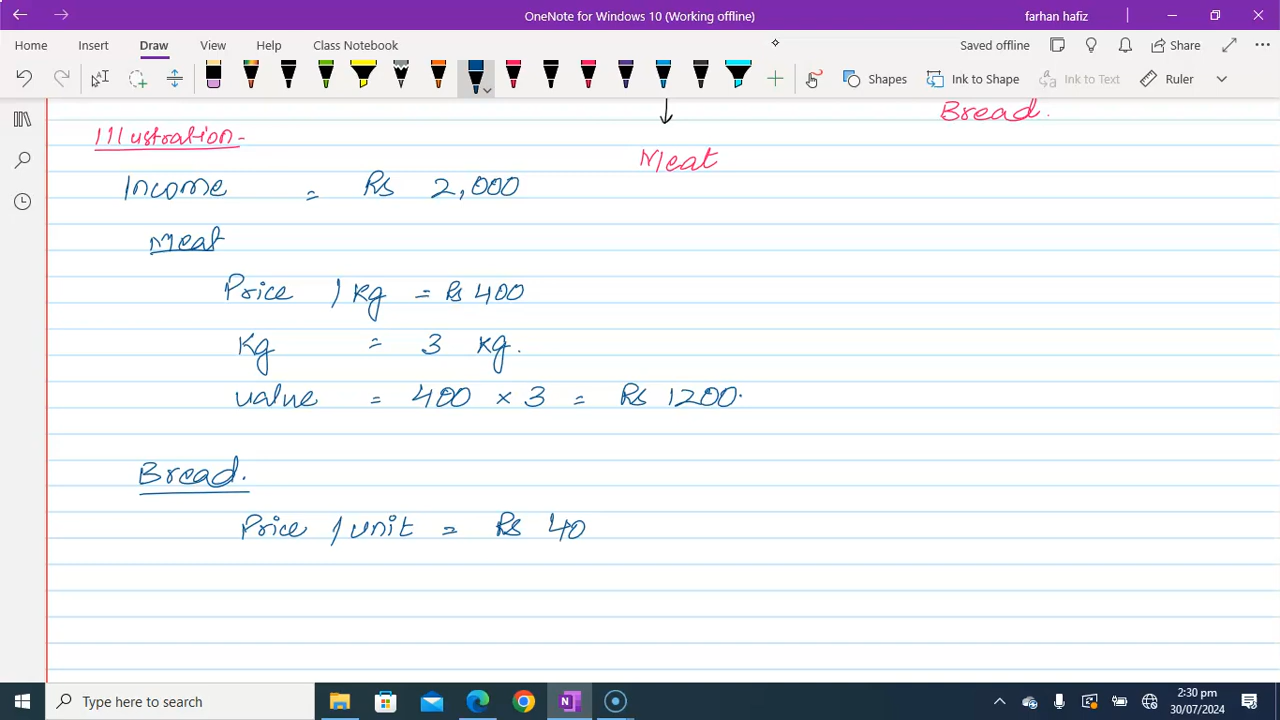 OneNote for Windows 10 (Working offline)
farhan hafiz
Home Insert Draw View Help Class Notebook
Saved offline
Share
Shapes
Ink to Shape
Ink to Text
Ruler
Bread.
Illustration-
Meat
Income = Rs 2,000
Meat
Price / Kg = Rs 400
Kg = 3 Kg.
value = 400 × 3 = Rs 1200.
Bread.
Price / unit = Rs 40
Type here to search
2:30 pm
30/07/2024